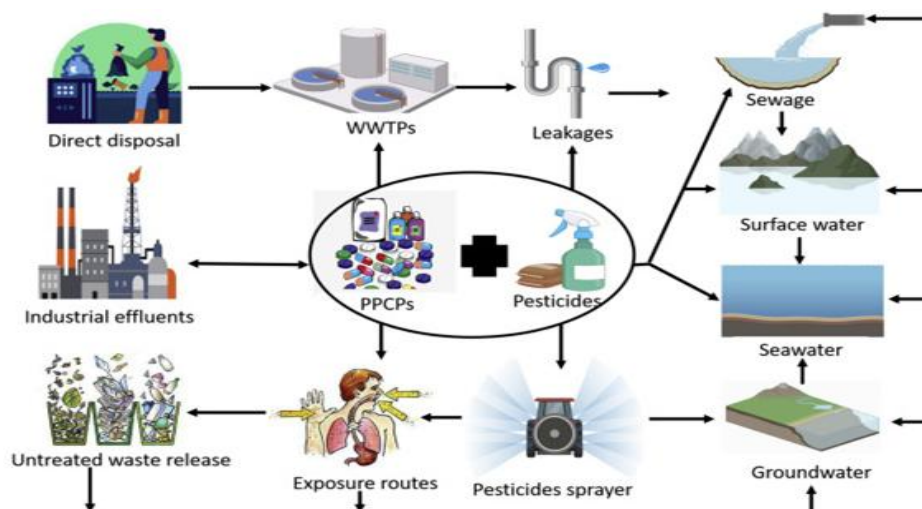 Direct disposal
WWTPs
Leakages
Sewage
Surface water
Industrial effluents
PPCPs
Pesticides
Seawater
Untreated waste release
Exposure routes
Pesticides sprayer
Groundwater